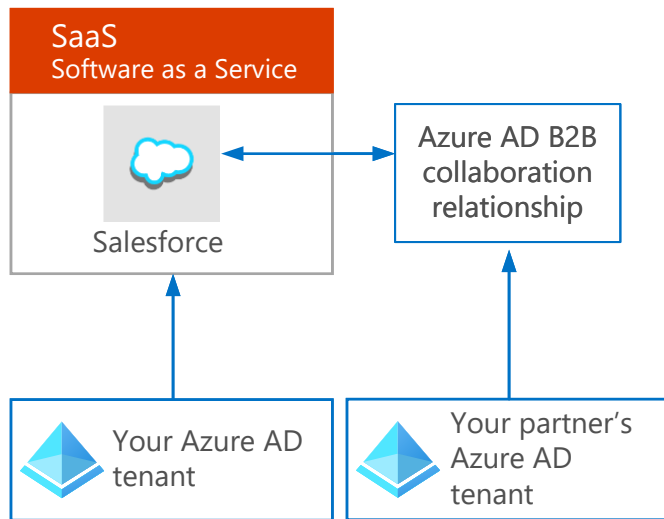 SaaS
Software as a Service
Salesforce
Azure AD B2B
collaboration
relationship
Your Azure AD
tenant
Your partner’s
Azure AD
tenant